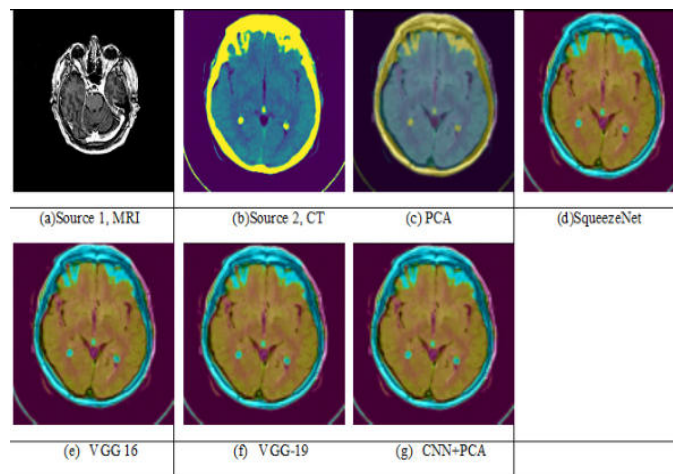 (a)Source 1, MRI
(b)Source 2, CT
(c) PCA
(d)SqueezeNet
(e) VGG 16
(f) VGG-19
(g) CNN+PCA